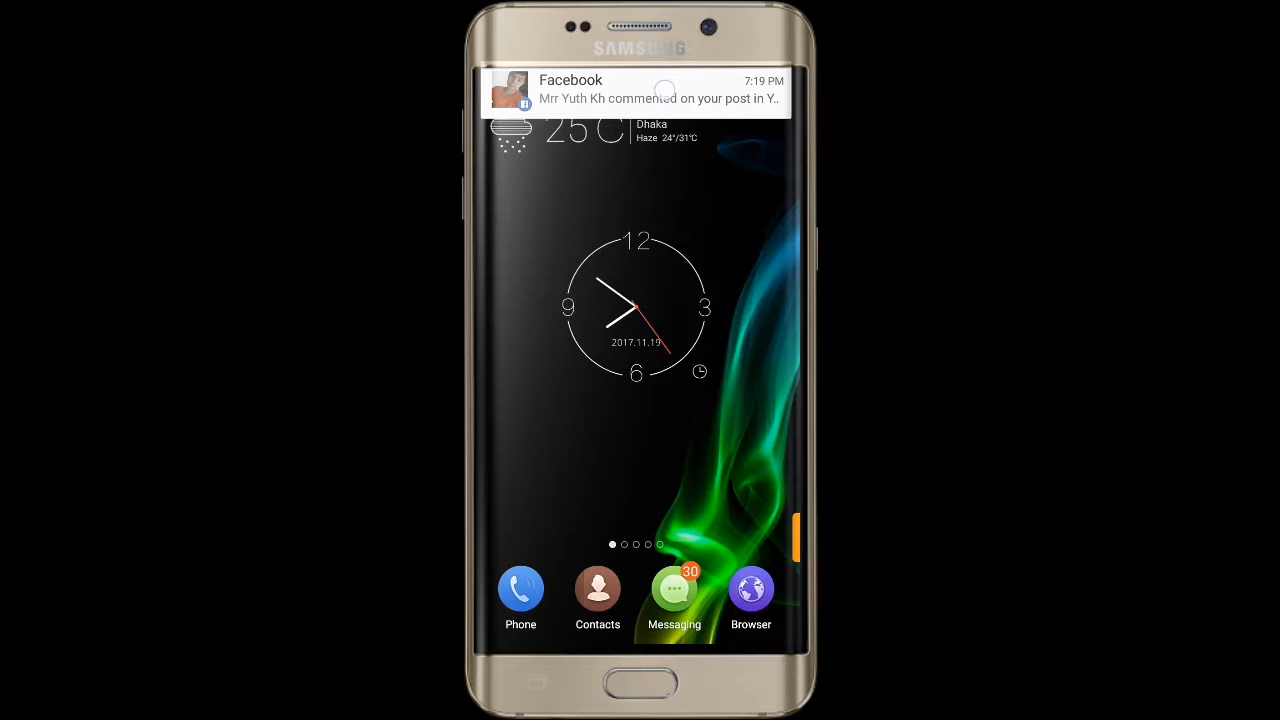 SAMSUNG
Facebook
7:19 PM
Mrr Yuth Kh commented on your post in Y..
25°C
Dhaka
Haze 24°/31°C
12
9
3
2017.11.19
6
30
Phone
Contacts
Messaging
Browser